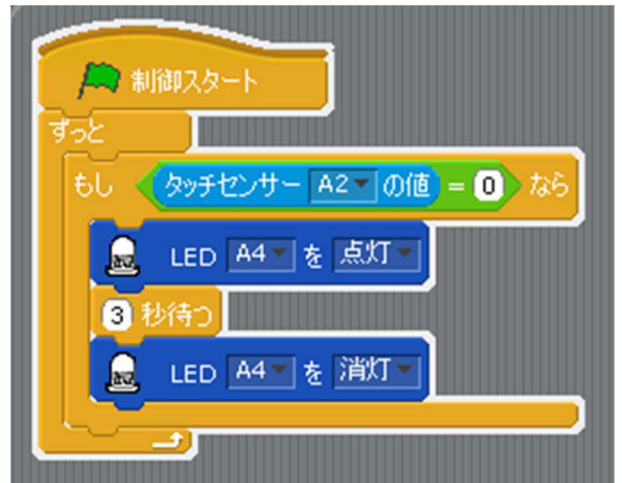 制御スタート
ずっと
もし タッチセンサー A2 の値 = 0 なら
LED A4 を 点灯
3 秒待つ
LED A4 を 消灯